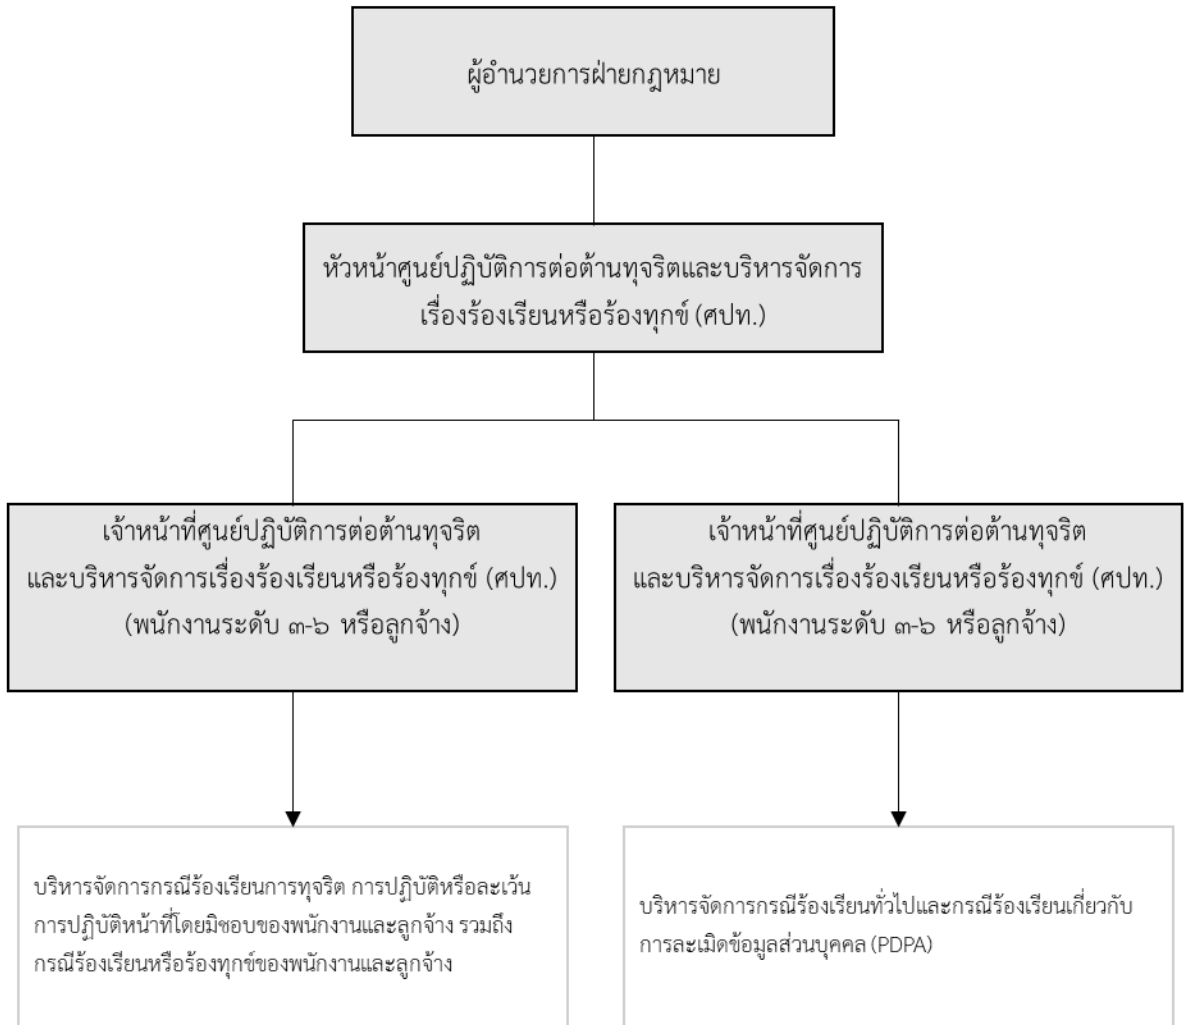 ผู้อำนวยการฝ่ายกฎหมาย
หัวหน้าศูนย์ปฏิบัติการต่อต้านทุจริตและบริหารจัดการ
เรื่องร้องเรียนหรือร้องทุกข์ (ศปท.)
เจ้าหน้าที่ศูนย์ปฏิบัติการต่อต้านทุจริต
และบริหารจัดการเรื่องร้องเรียนหรือร้องทุกข์ (ศปท.)
(พนักงานระดับ ๓-๖ หรือลูกจ้าง)
เจ้าหน้าที่ศูนย์ปฏิบัติการต่อต้านทุจริต
และบริหารจัดการเรื่องร้องเรียนหรือร้องทุกข์ (ศปท.)
(พนักงานระดับ ๓-๖ หรือลูกจ้าง)
บริหารจัดการกรณีร้องเรียนการทุจริต การปฏิบัติหรือละเว้น
การปฏิบัติหน้าที่โดยมิชอบของพนักงานและลูกจ้าง รวมถึง
กรณีร้องเรียนหรือร้องทุกข์ของพนักงานและลูกจ้าง
บริหารจัดการกรณีร้องเรียนทั่วไปและกรณีร้องเรียนเกี่ยวกับ
การละเมิดข้อมูลส่วนบุคคล (PDPA)